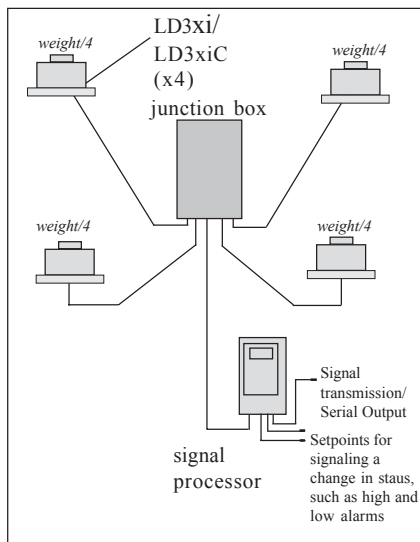 weight/4
LD3xi/
LD3xiC
(x4)
junction box
weight/4
weight/4
weight/4
signal
processor
Signal
transmission/
Serial Output
Setpoints for
signaling a
change in staus,
such as high and
low alarms